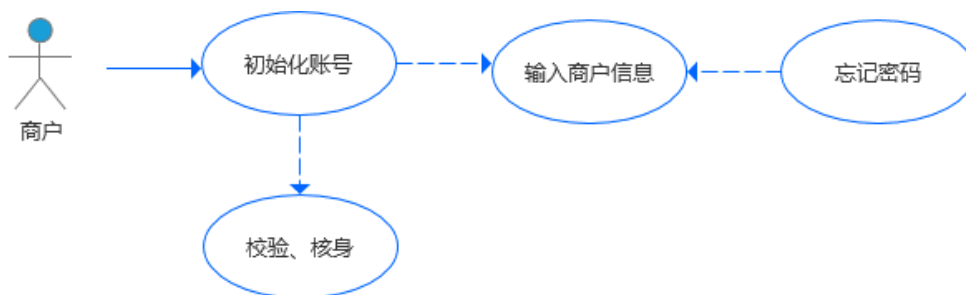 初始化账号
输入商户信息
忘记密码
商户
校验、核身